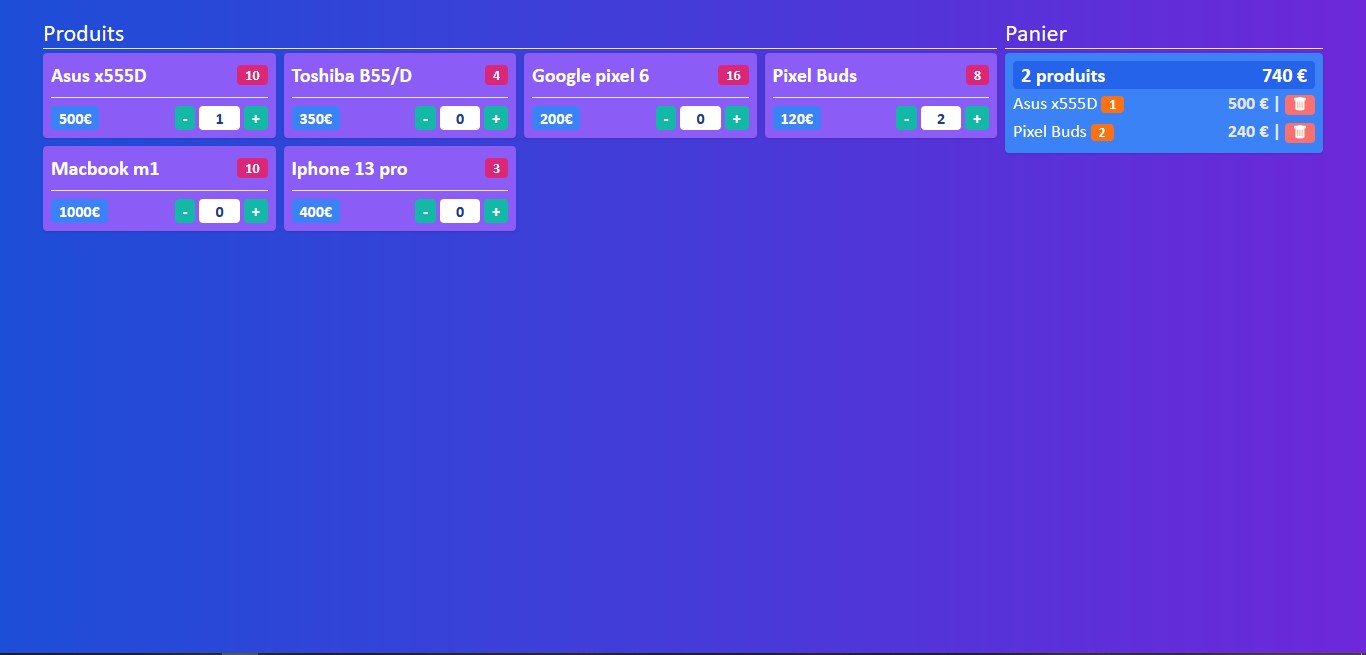 Produits
Asus x555D 10
500€ - 1 +
Toshiba B55/D 4
350€ - 0 +
Google pixel 6 16
200€ - 0 +
Pixel Buds 8
120€ - 2 +
Macbook m1 10
1000€ - 0 +
Iphone 13 pro 3
400€ - 0 +
Panier
2 produits 740 €
Asus x555D 1 500 € |
Pixel Buds 2 240 € |